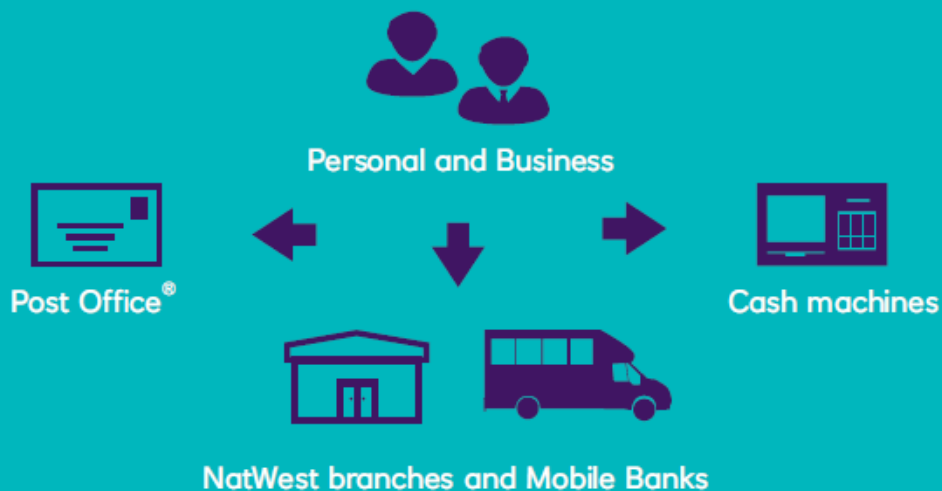 Personal and Business
Post Office®
Cash machines
NatWest branches and Mobile Banks